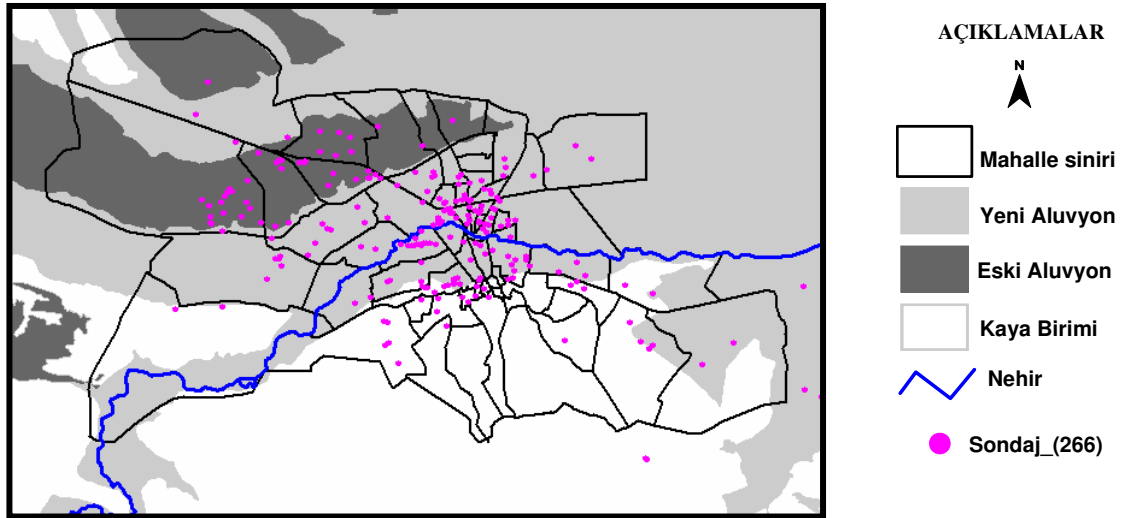 AÇIKLAMALAR
N
Mahalle siniri
Yeni Aluvyon
Eski Aluvyon
Kaya Birimi
Nehir
Sondaj_(266)